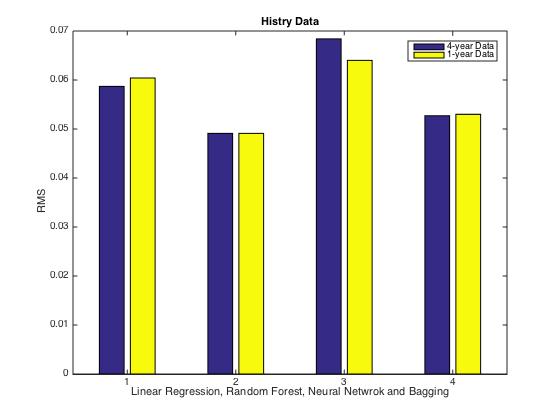 Histry Data
4-year Data
1-year Data
RMS
0.07
0.06
0.05
0.04
0.03
0.02
0.01
0
1 2 3 4
Linear Regression, Random Forest, Neural Netwrok and Bagging